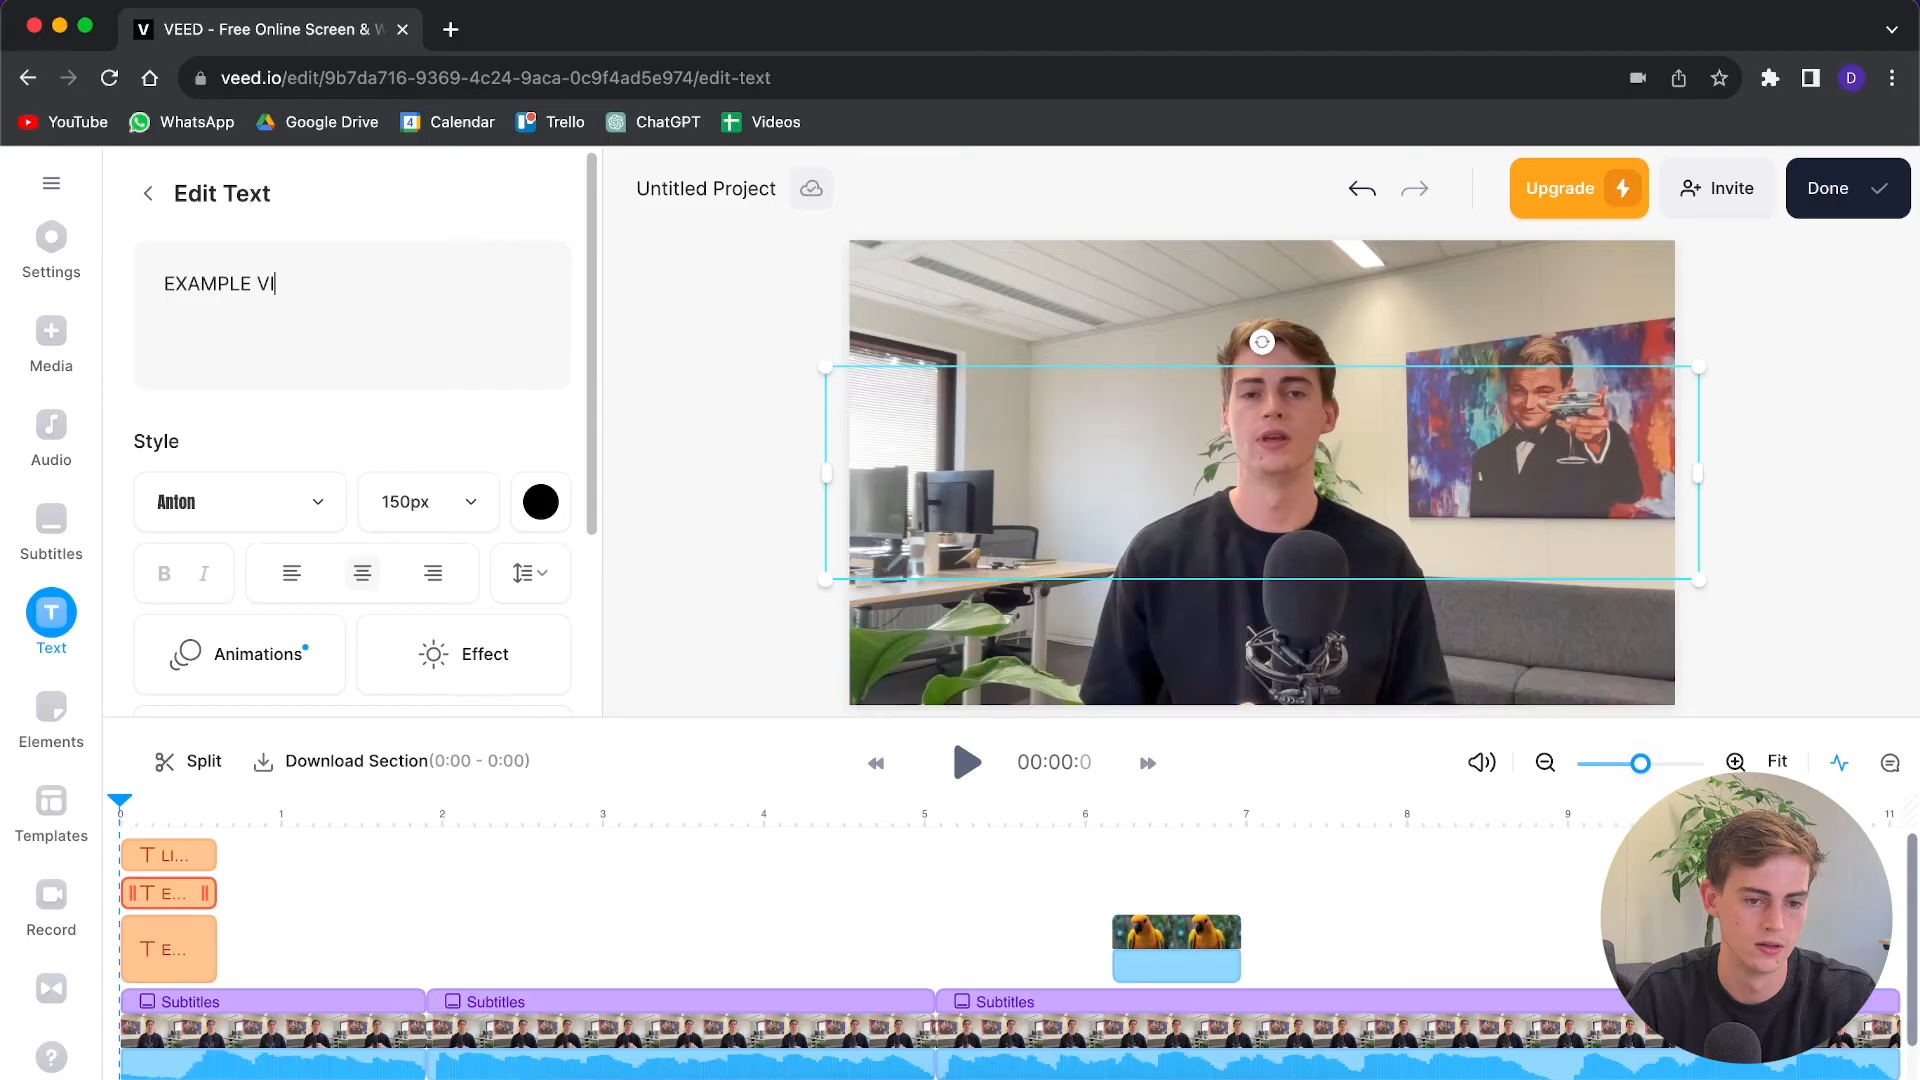 VEED - Free Online Screen & W
veed.io/edit/9b7da716-9369-4c24-9aca-0c9f4ad5e974/edit-text
D
YouTube
WhatsApp
Google Drive
4
Calendar
Trello
ChatGPT
Videos
Edit Text
Untitled Project
Upgrade
Invite
Done
Settings
EXAMPLE VI
Media
Audio
Style
Anton
150px
B I
Subtitles
T
Text
Animations
Effect
Elements
Split
Download Section(0:00 - 0:00)
00:00:0
Fit
0 1 2 3 4 5 6 7 8 9 11
Templates
T LI...
T E...
T E...
Record
Subtitles
Subtitles
Subtitles
?